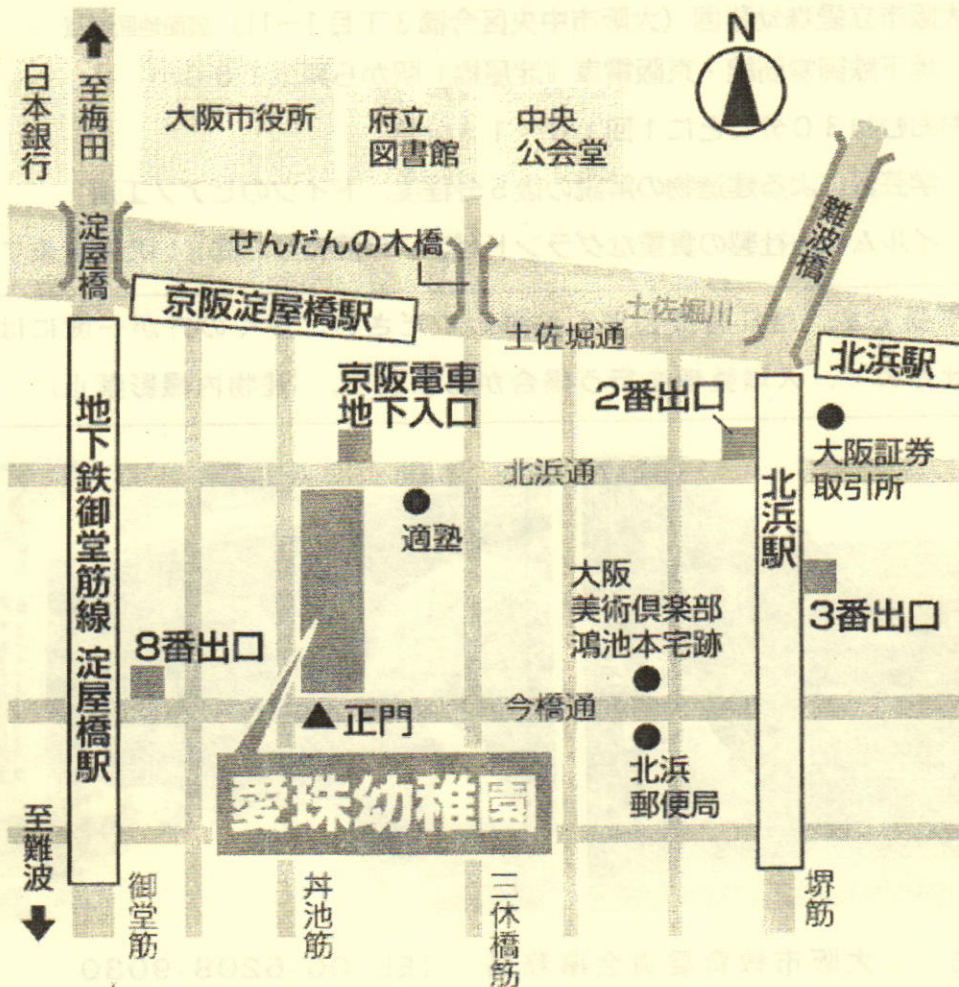 N
日本銀行
至梅田
大阪市役所
府立
図書館
中央
公会堂
淀屋橋
せんだんの木橋
難波橋
京阪淀屋橋駅
土佐堀川
土佐堀通
北浜駅
京阪電車
地下入口
2番出口
大阪証券
取引所
北浜通
適塾
地下鉄御堂筋線 淀屋橋駅
北浜駅
大阪
美術倶楽部
鴻池本宅跡
3番出口
8番出口
今橋通
正門
愛珠幼稚園
北浜
郵便局
至難波
御堂筋
丼池筋
三休橋筋
堺筋